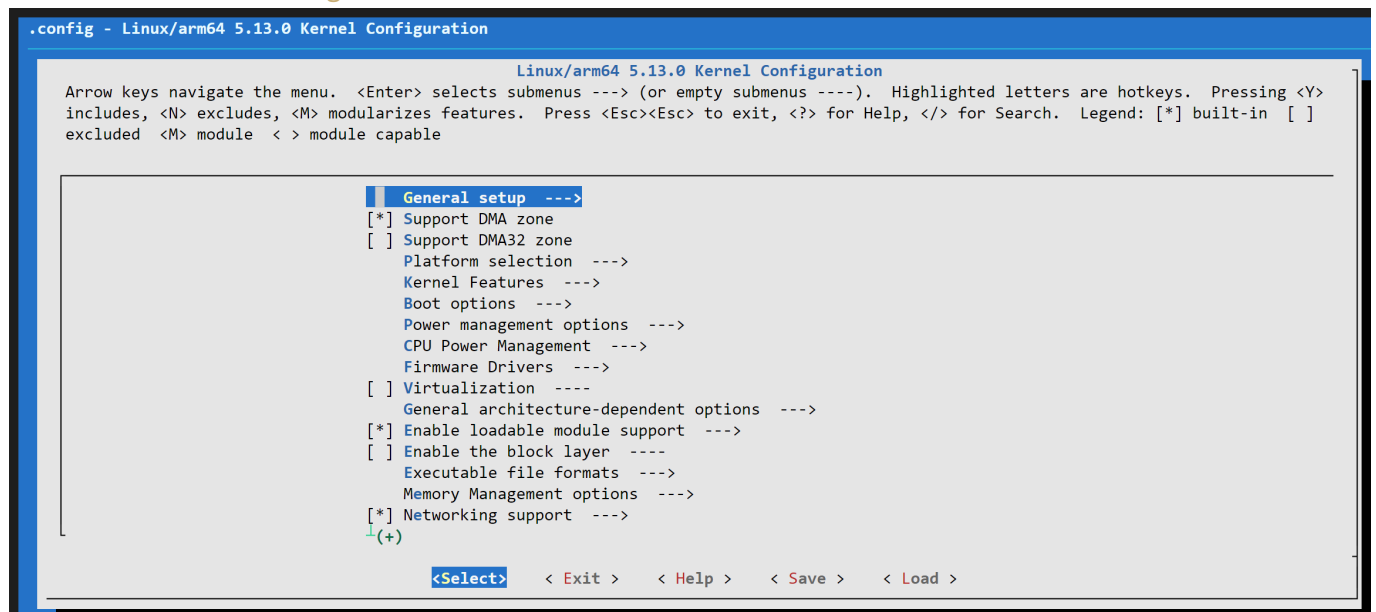 .config - Linux/arm64 5.13.0 Kernel Configuration
Linux/arm64 5.13.0 Kernel Configuration
Arrow keys navigate the menu.  <Enter> selects submenus ---> (or empty submenus ----).  Highlighted letters are hotkeys.  Pressing <Y>
includes, <N> excludes, <M> modularizes features.  Press <Esc><Esc> to exit, <?> for Help, </> for Search.  Legend: [*] built-in  [ ]
excluded  <M> module  < > module capable
General setup  --->
[*] Support DMA zone
[ ] Support DMA32 zone
Platform selection  --->
Kernel Features  --->
Boot options  --->
Power management options  --->
CPU Power Management  --->
Firmware Drivers  --->
[ ] Virtualization  ----
General architecture-dependent options  --->
[*] Enable loadable module support  --->
[ ] Enable the block layer  ----
Executable file formats  --->
Memory Management options  --->
[*] Networking support  --->
(+)
<Select>    < Exit >    < Help >    < Save >    < Load >